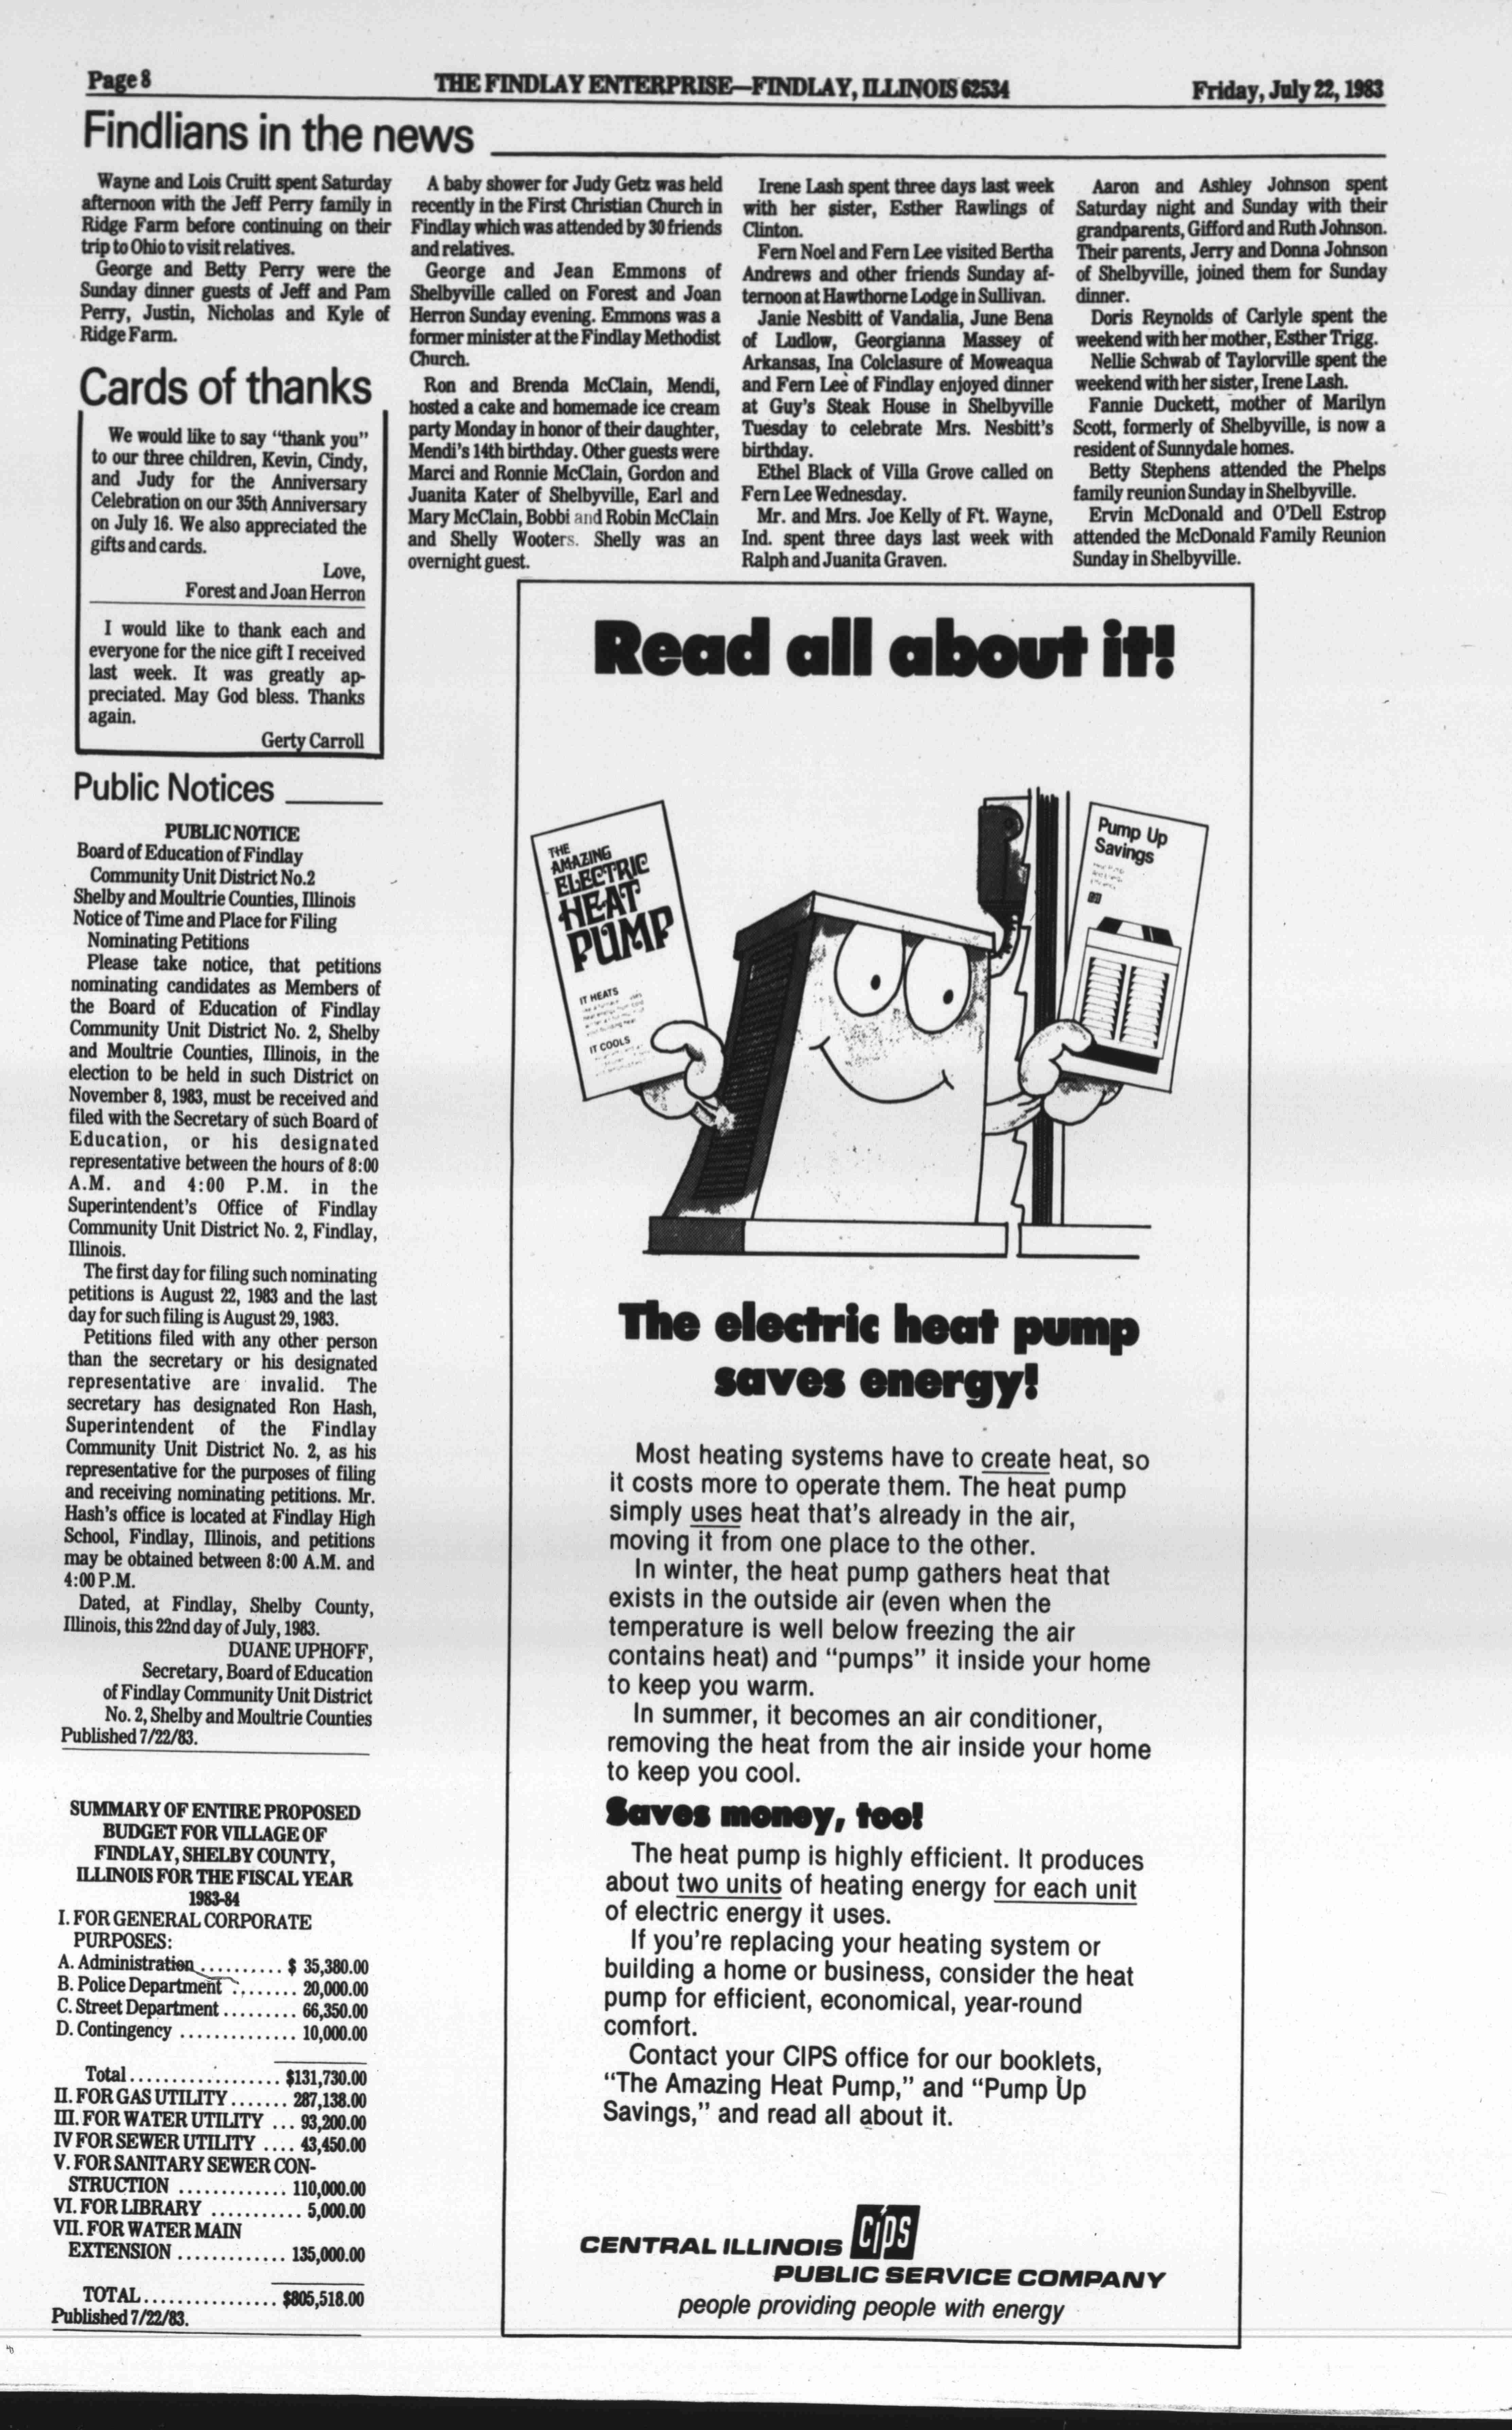 Page 8
THE FINDLAY ENTERPRISE—FINDLAY, ILLINOIS 62534
Friday, July 22, 1983
Findlians in the news
Wayne and Lois Cruitt spent Saturday
afternoon with the Jeff Perry family in
Ridge Farm before continuing on their
trip to Ohio to visit relatives.
George and Betty Perry were the
Sunday dinner guests of Jeff and Pam
Perry, Justin, Nicholas and Kyle of
Ridge Farm.
Cards of thanks
We would like to say “thank you”
to our three children, Kevin, Cindy,
and Judy for the Anniversary
Celebration on our 35th Anniversary
on July 16. We also appreciated the
gifts and cards.
Love,
Forest and Joan Herron
I would like to thank each and
everyone for the nice gift I received
last week. It was greatly ap-
preciated. May God bless. Thanks
again.
Gerty Carroll
Public Notices
PUBLIC NOTICE
Board of Education of Findlay
Community Unit District No.2
Shelby and Moultrie Counties, Illinois
Notice of Time and Place for Filing
Nominating Petitions
Please take notice, that petitions
nominating candidates as Members of
the Board of Education of Findlay
Community Unit District No. 2, Shelby
and Moultrie Counties, Illinois, in the
election to be held in such District on
November 8, 1983, must be received and
filed with the Secretary of such Board of
Education, or his designated
representative between the hours of 8:00
A.M. and 4:00 P.M. in the
Superintendent's Office of Findlay
Community Unit District No. 2, Findlay,
Illinois.
The first day for filing such nominating
petitions is August 22, 1983 and the last
day for such filing is August 29, 1983.
Petitions filed with any other person
than the secretary or his designated
representative are invalid. The
secretary has designated Ron Hash,
Superintendent of the Findlay
Community Unit District No. 2, as his
representative for the purposes of filing
and receiving nominating petitions. Mr.
Hash's office is located at Findlay High
School, Findlay, Illinois, and petitions
may be obtained between 8:00 A.M. and
4:00 P.M.
Dated, at Findlay, Shelby County,
Illinois, this 22nd day of July, 1983.
DUANE UPHOFF,
Secretary, Board of Education
of Findlay Community Unit District
No. 2, Shelby and Moultrie Counties
Published 7/22/83.
SUMMARY OF ENTIRE PROPOSED
BUDGET FOR VILLAGE OF
FINDLAY, SHELBY COUNTY,
ILLINOIS FOR THE FISCAL YEAR
1983-84
I. FOR GENERAL CORPORATE
PURPOSES:
A. Administration .......... $ 35,380.00
B. Police Department ........ 20,000.00
C. Street Department ......... 66,350.00
D. Contingency .............. 10,000.00
Total .................. $131,730.00
II. FOR GAS UTILITY ....... 287,138.00
III. FOR WATER UTILITY ... 93,200.00
IV FOR SEWER UTILITY .... 43,450.00
V. FOR SANITARY SEWER CON-
STRUCTION ............. 110,000.00
VI. FOR LIBRARY ........... 5,000.00
VII. FOR WATER MAIN
EXTENSION ............. 135,000.00
TOTAL ................ $805,518.00
Published 7/22/83.
A baby shower for Judy Getz was held
recently in the First Christian Church in
Findlay which was attended by 30 friends
and relatives.
George and Jean Emmons of
Shelbyville called on Forest and Joan
Herron Sunday evening. Emmons was a
former minister at the Findlay Methodist
Church.
Ron and Brenda McClain, Mendi,
hosted a cake and homemade ice cream
party Monday in honor of their daughter,
Mendi's 14th birthday. Other guests were
Marci and Ronnie McClain, Gordon and
Juanita Kater of Shelbyville, Earl and
Mary McClain, Bobbi and Robin McClain
and Shelly Wooters. Shelly was an
overnight guest.
Irene Lash spent three days last week
with her sister, Esther Rawlings of
Clinton.
Fern Noel and Fern Lee visited Bertha
Andrews and other friends Sunday af-
ternoon at Hawthorne Lodge in Sullivan.
Janie Nesbitt of Vandalia, June Bena
of Ludlow, Georgianna Massey of
Arkansas, Ina Colclasure of Moweaqua
and Fern Lee of Findlay enjoyed dinner
at Guy's Steak House in Shelbyville
Tuesday to celebrate Mrs. Nesbitt's
birthday.
Ethel Black of Villa Grove called on
Fern Lee Wednesday.
Mr. and Mrs. Joe Kelly of Ft. Wayne,
Ind. spent three days last week with
Ralph and Juanita Graven.
Aaron and Ashley Johnson spent
Saturday night and Sunday with their
grandparents, Gifford and Ruth Johnson.
Their parents, Jerry and Donna Johnson
of Shelbyville, joined them for Sunday
dinner.
Doris Reynolds of Carlyle spent the
weekend with her mother, Esther Trigg.
Nellie Schwab of Taylorville spent the
weekend with her sister, Irene Lash.
Fannie Duckett, mother of Marilyn
Scott, formerly of Shelbyville, is now a
resident of Sunnydale homes.
Betty Stephens attended the Phelps
family reunion Sunday in Shelbyville.
Ervin McDonald and O'Dell Estrop
attended the McDonald Family Reunion
Sunday in Shelbyville.
Read all about it!
THE
AMAZING
ELECTRIC
HEAT
PUMP
IT HEATS
IT COOLS
Pump Up
Savings
The electric heat pump
saves energy!
Most heating systems have to create heat, so
it costs more to operate them. The heat pump
simply uses heat that's already in the air,
moving it from one place to the other.
In winter, the heat pump gathers heat that
exists in the outside air (even when the
temperature is well below freezing the air
contains heat) and “pumps” it inside your home
to keep you warm.
In summer, it becomes an air conditioner,
removing the heat from the air inside your home
to keep you cool.
Saves money, too!
The heat pump is highly efficient. It produces
about two units of heating energy for each unit
of electric energy it uses.
If you're replacing your heating system or
building a home or business, consider the heat
pump for efficient, economical, year-round
comfort.
Contact your CIPS office for our booklets,
“The Amazing Heat Pump,” and “Pump Up
Savings,” and read all about it.
CENTRAL ILLINOIS CIPS
PUBLIC SERVICE COMPANY
people providing people with energy